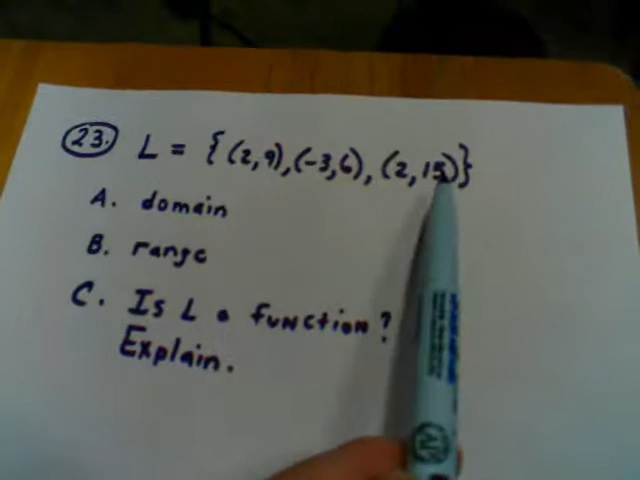 23. L = {(2,9),(-3,6),(2,15)}
A. domain
B. range
C. Is L a function?
Explain.